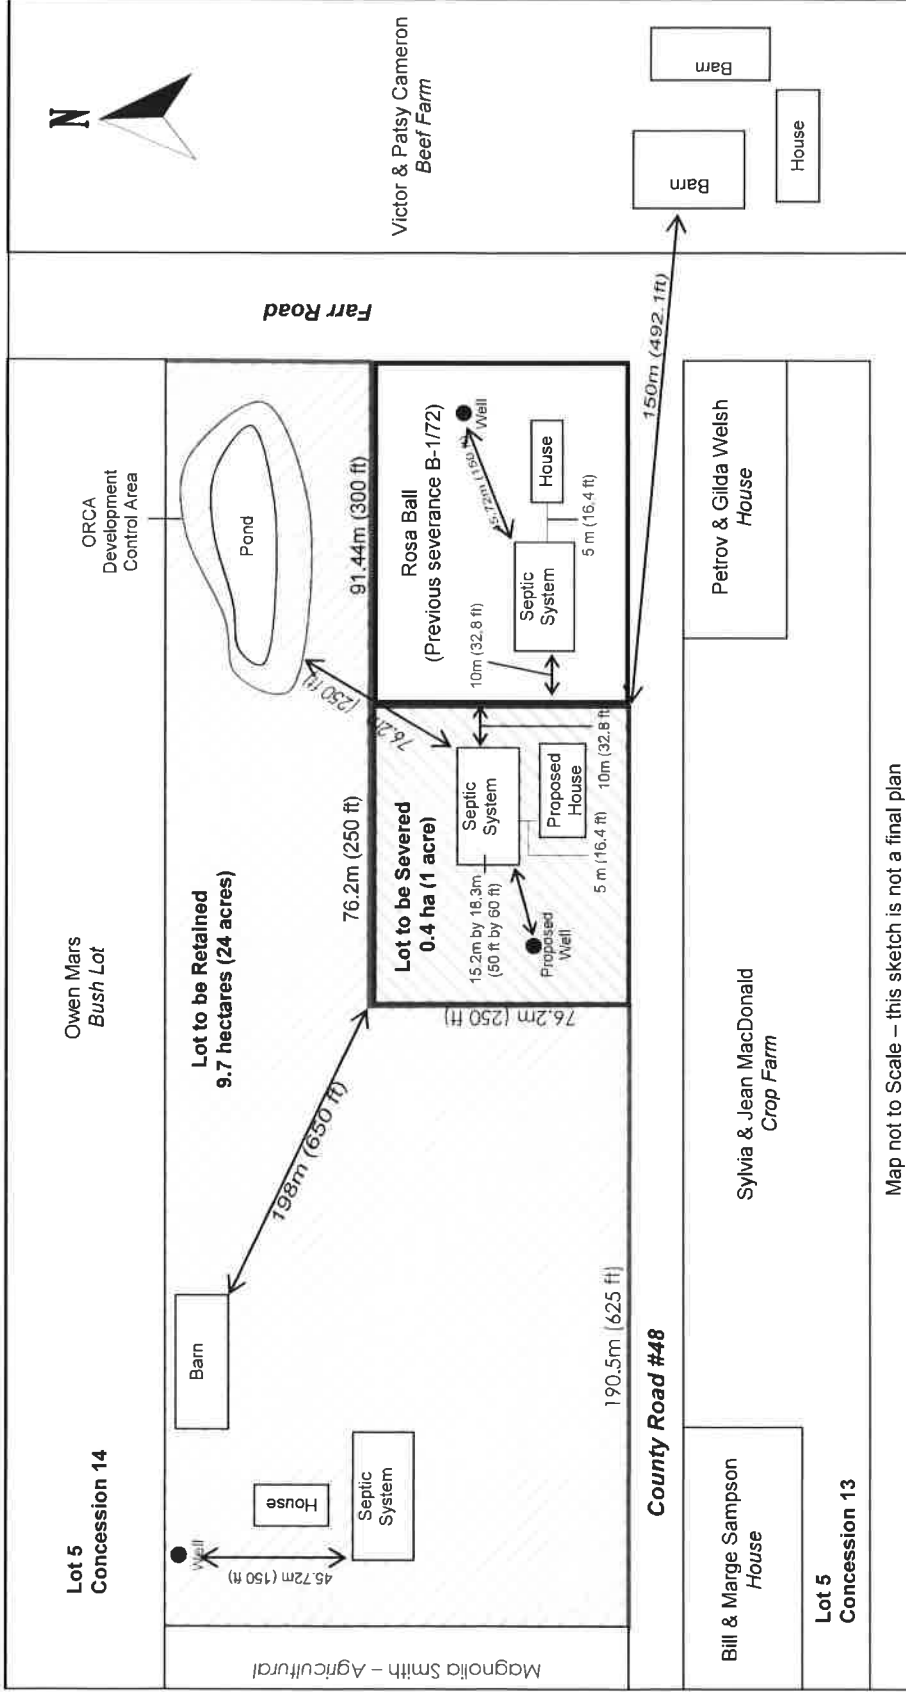 Lot 5
Concession 14
Owen Mars
Bush Lot
ORCA
Development
Control Area
N
Magnolia Smith – Agricultural
Well
45.72m (150 ft)
House
Septic
System
Barn
198m (650 ft)
Lot to be Retained
9.7 hectares (24 acres)
Pond
76.2m (250 ft)
76.2m (250 ft)
91.44m (300 ft)
Farr Road
Victor & Patsy Cameron
Beef Farm
Lot to be Severed
0.4 ha (1 acre)
76.2m (250 ft)
15.2m by 18.3m
(50 ft by 60 ft)
Septic
System
Proposed
Well
Proposed
House
5 m (16.4 ft)
10m (32.8 ft)
Rosa Ball
(Previous severance B-1/72)
10m (32.8 ft)
Septic
System
45.72m (150 ft)
Well
House
5 m (16.4 ft)
190.5m (625 ft)
County Road #48
150m (492.1ft)
Barn
Barn
House
Bill & Marge Sampson
House
Sylvia & Jean MacDonald
Crop Farm
Petrov & Gilda Welsh
House
Lot 5
Concession 13
Map not to Scale – this sketch is not a final plan